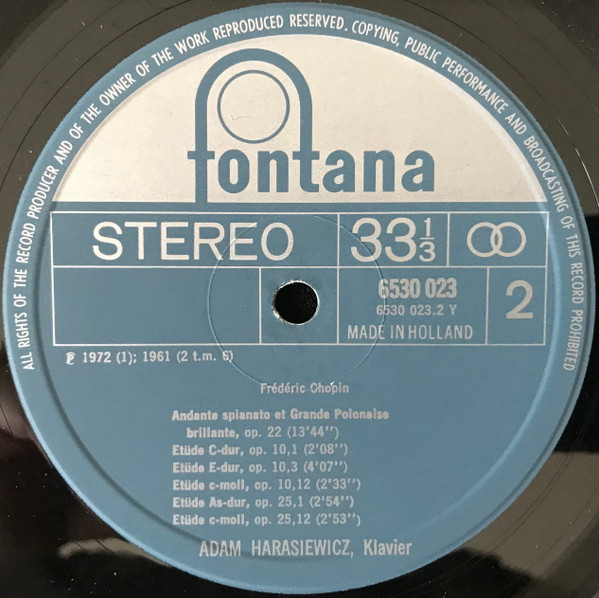 ALL RIGHTS OF THE RECORD PRODUCER AND OF THE OWNER OF THE WORK REPRODUCED RESERVED. COPYING, PUBLIC PERFORMANCE AND BROADCASTING OF THIS RECORD PROHIBITED
fontana
STEREO 33 1/3
6530 023
6530 023.2 Y
MADE IN HOLLAND
2
℗ 1972 (1); 1961 (2 t.m. 6)
Frédéric Chopin
Andante spianato et Grande Polonaise
brillante, op. 22 (13'44'')
Etüde C-dur, op. 10,1 (2'08'')
Etüde E-dur, op. 10,3 (4'07'')
Etüde c-moll, op. 10,12 (2'33'')
Etüde As-dur, op. 25,1 (2'54'')
Etüde c-moll, op. 25,12 (2'53'')
ADAM HARASIEWICZ, Klavier